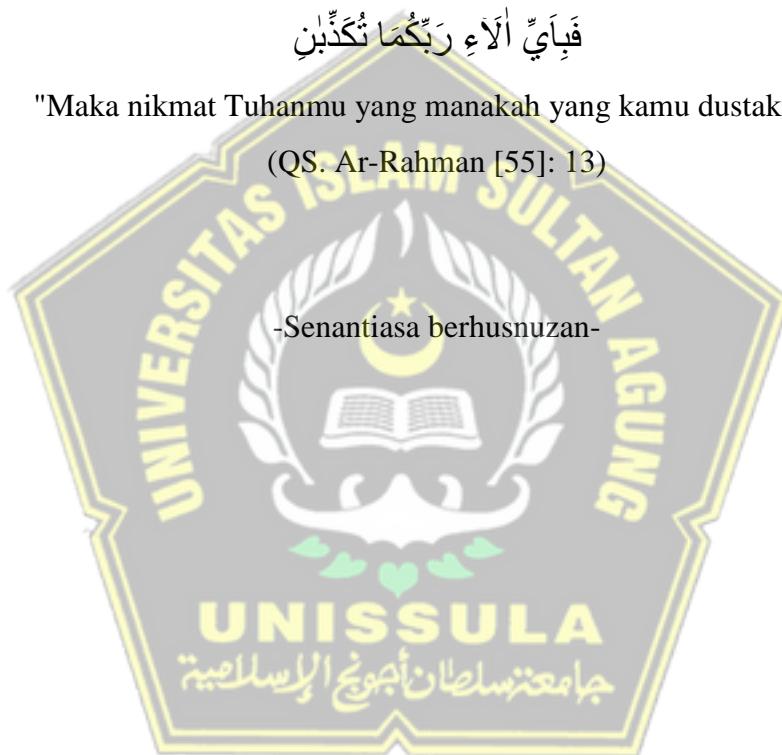 فَبِاَيِّ اٰلَاۤءِ رَبِّكُمَا تُكَذِّبٰنِ
"Maka nikmat Tuhanmu yang manakah yang kamu dustak
(QS. Ar-Rahman [55]: 13)
UNIVERSITAS ISLAM SULTAN AGUNG
-Senantiasa berhusnuzan-
UNISSULA
جامعة سلطان أجونج الإسلامية